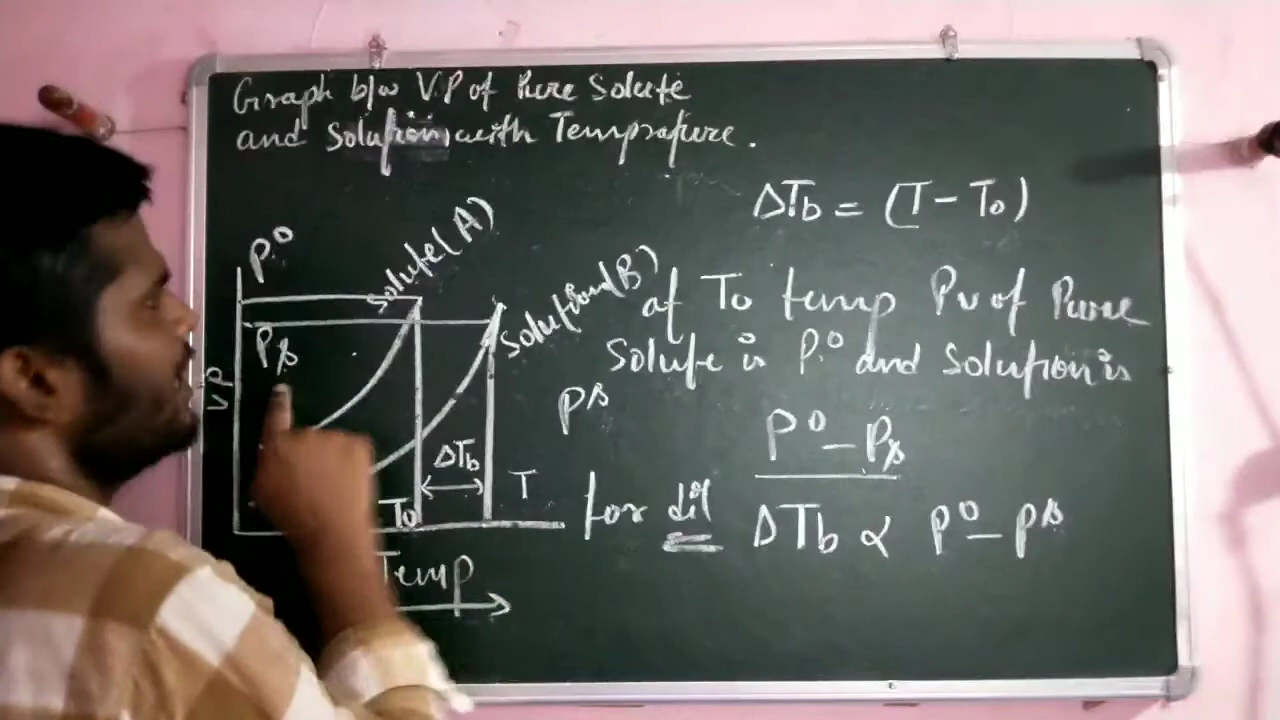 Graph b/w V.P of Pure Solute
and Solution with Temprature.
ΔTb = (T - To)
P⁰
Solute(A)
Solution(B)
Ps
VP
ΔTb
To
T
Temp
at To temp Pv of Pure
Solute is P⁰ and Solution is
Ps
P⁰ - Ps
for dil ΔTb ∝ P⁰ - Ps